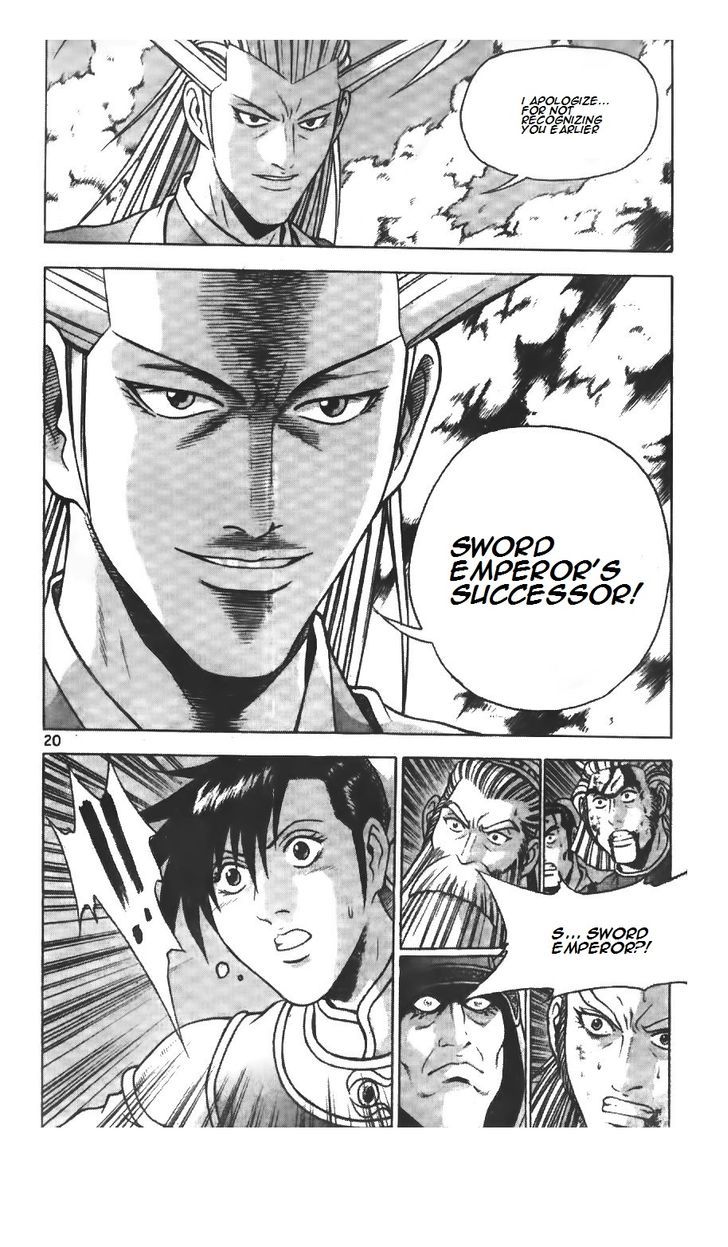 I APOLOGIZE...
FOR NOT
RECOGNIZING
YOU EARLIER
SWORD
EMPEROR'S
SUCCESSOR!
20
!!
S... SWORD
EMPEROR?!